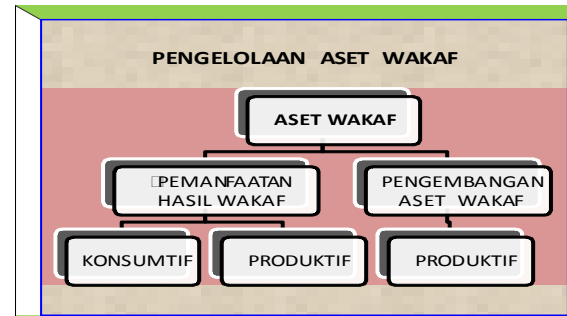 PENGELOLAAN ASET WAKAF
ASET WAKAF
PEMANFAATAN
HASIL WAKAF
PENGEMBANGAN
ASET WAKAF
KONSUMTIF
PRODUKTIF
PRODUKTIF